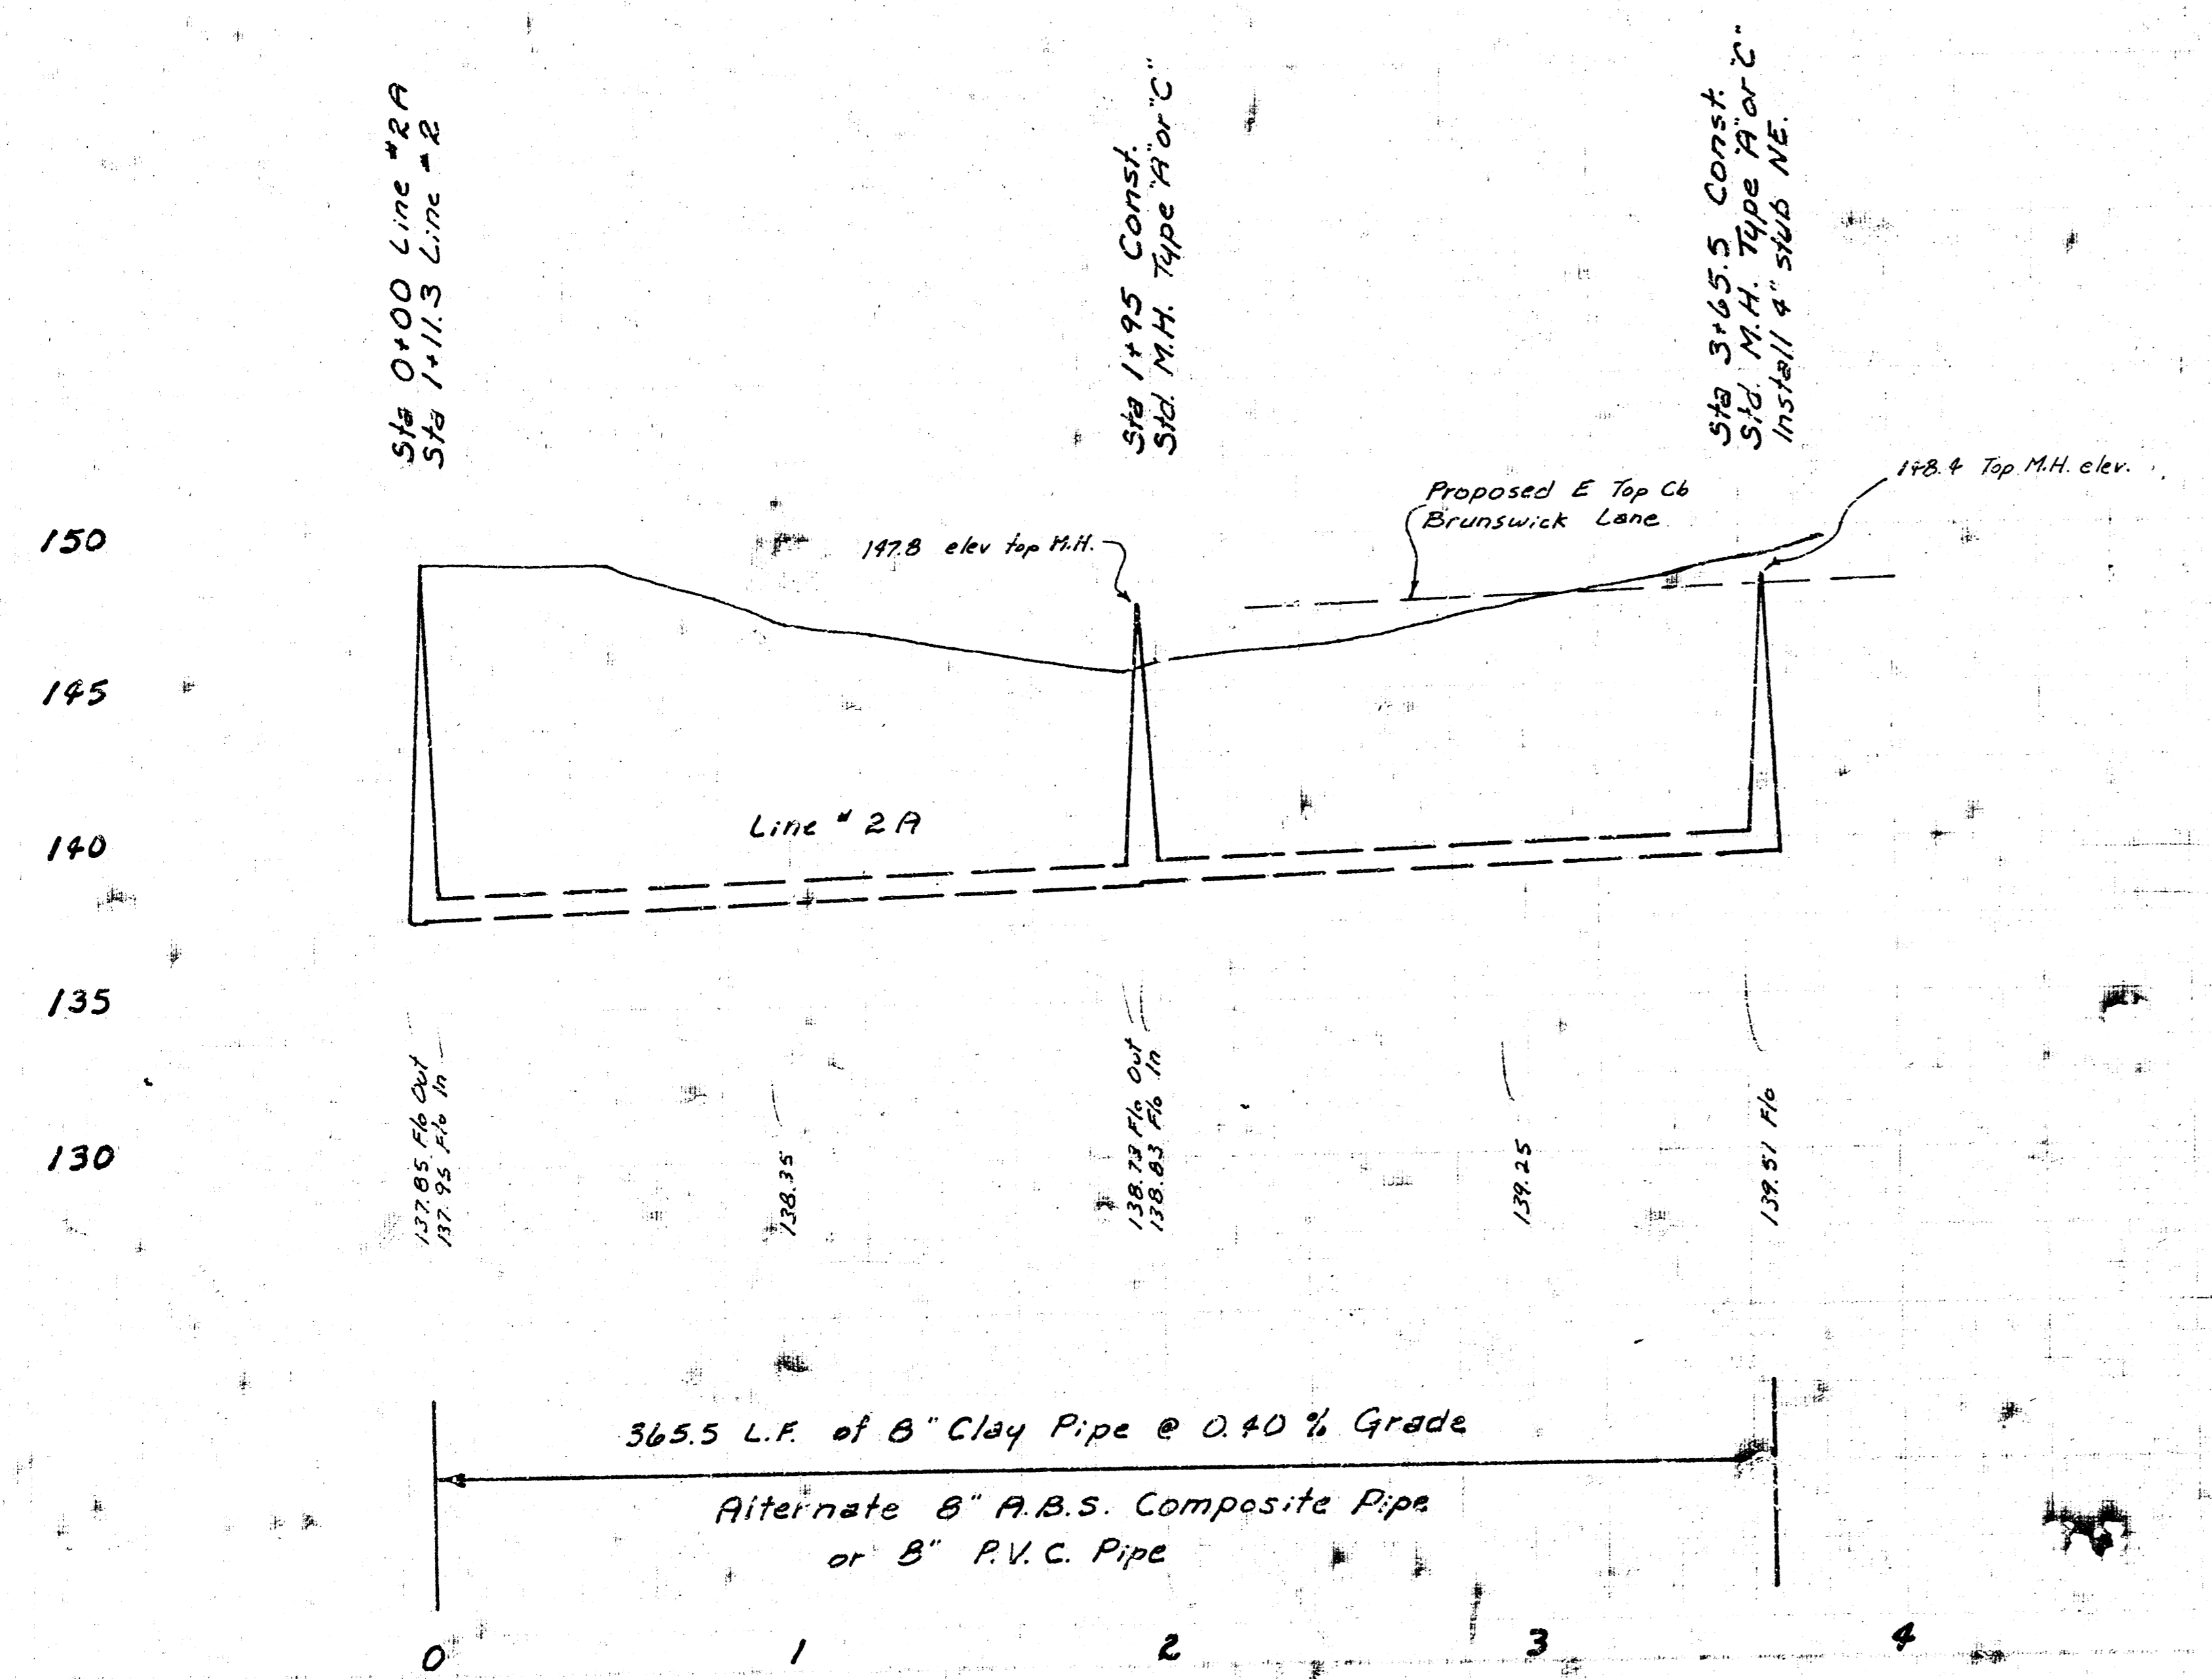 Sta 0+00 Line #2A
Sta 1+11.3 Line #2
Sta 1+95 Const.
Std. M.H. Type "A" or "C"
Sta 3+65.5 Const.
Std. M.H. Type "A" or "C"
Install 4" stub NE.
148.4 Top M.H. elev.
Proposed E Top Cb
Brunswick Lane
147.8 elev top M.H.
150
145
140
135
130
Line # 2A
137.85 Flo Out
137.95 Flo In
138.35
138.73 Flo Out
138.83 Flo In
139.25
139.51 Flo
365.5 L.F. of 8" Clay Pipe @ 0.40 % Grade
Alternate 8" A.B.S. Composite Pipe
or 8" P.V.C. Pipe
0 1 2 3 4